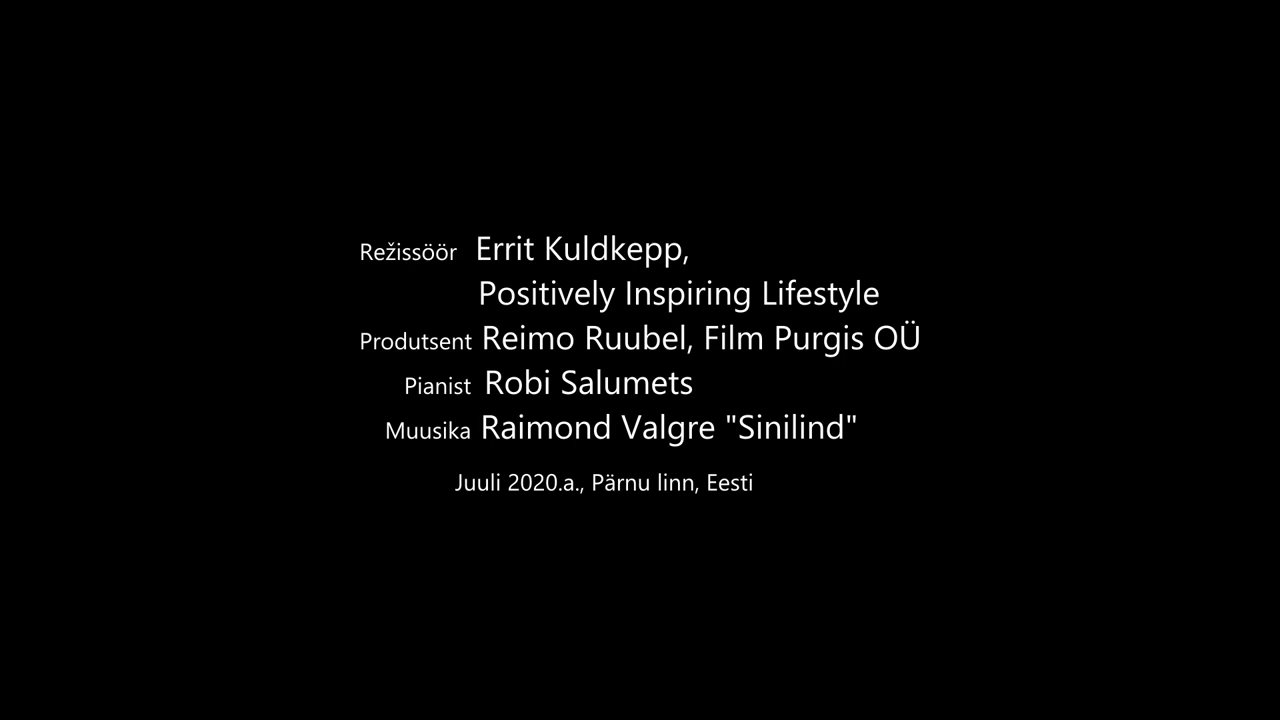 Režissöör Errit Kuldkepp,
Positively Inspiring Lifestyle
Produtsent Reimo Ruubel, Film Purgis OÜ
Pianist Robi Salumets
Muusika Raimond Valgre "Sinilind"
Juuli 2020.a., Pärnu linn, Eesti